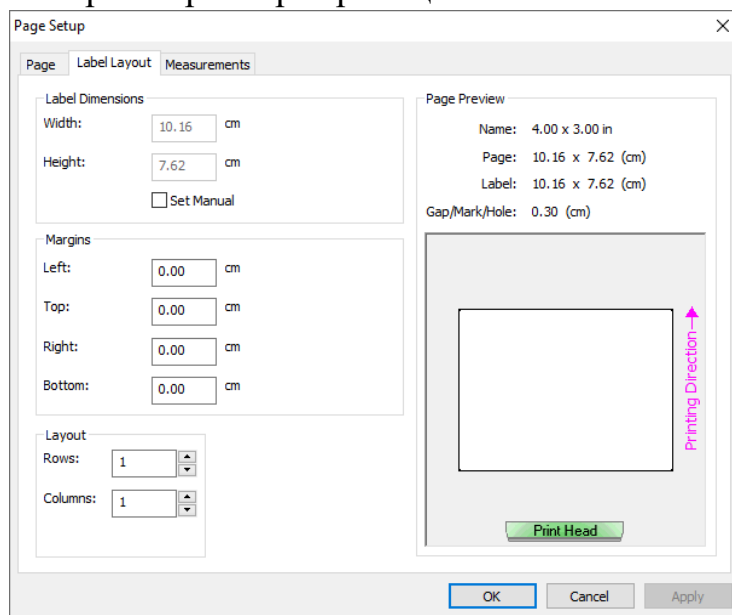 Page Setup
Page Label Layout Measurements
Label Dimensions
Width: 10.16 cm
Height: 7.62 cm
Set Manual
Margins
Left: 0.00 cm
Top: 0.00 cm
Right: 0.00 cm
Bottom: 0.00 cm
Layout
Rows: 1
Columns: 1
Page Preview
Name: 4.00 x 3.00 in
Page: 10.16 x 7.62 (cm)
Label: 10.16 x 7.62 (cm)
Gap/Mark/Hole: 0.30 (cm)
Printing Direction
Print Head
OK Cancel Apply